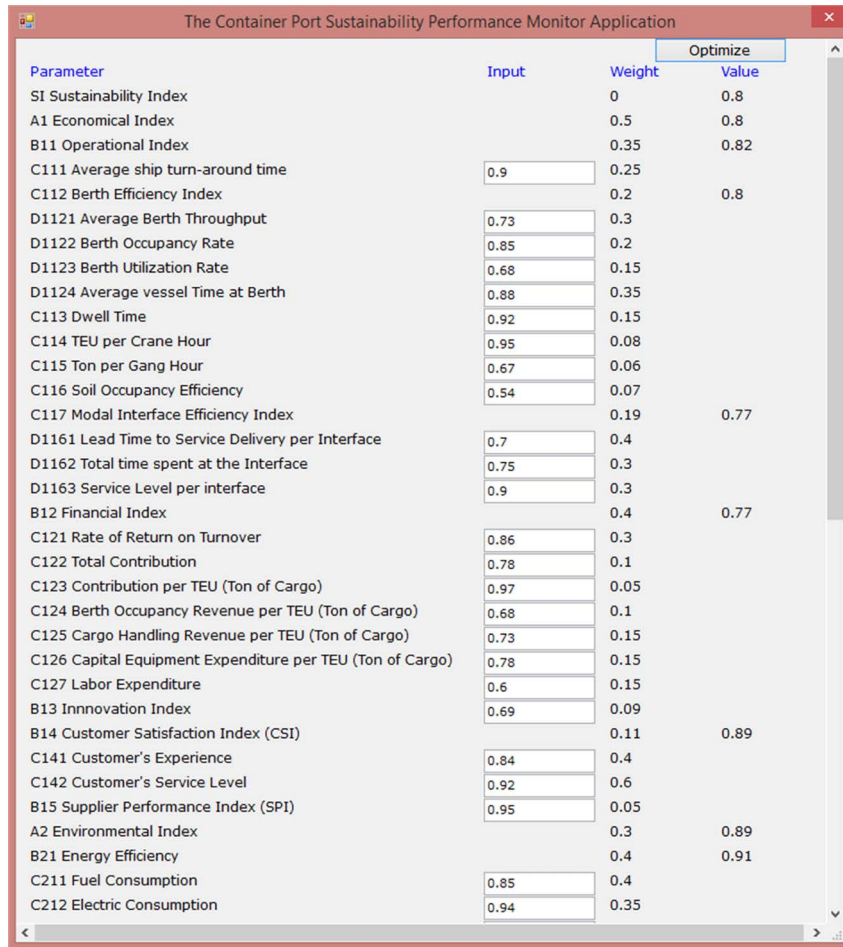 The Container Port Sustainability Performance Monitor Application
Optimize
Parameter Input Weight Value
SI Sustainability Index 0 0.8
A1 Economical Index 0.5 0.8
B11 Operational Index 0.35 0.82
C111 Average ship turn-around time 0.9 0.25
C112 Berth Efficiency Index 0.2 0.8
D1121 Average Berth Throughput 0.73 0.3
D1122 Berth Occupancy Rate 0.85 0.2
D1123 Berth Utilization Rate 0.68 0.15
D1124 Average vessel Time at Berth 0.88 0.35
C113 Dwell Time 0.92 0.15
C114 TEU per Crane Hour 0.95 0.08
C115 Ton per Gang Hour 0.67 0.06
C116 Soil Occupancy Efficiency 0.54 0.07
C117 Modal Interface Efficiency Index 0.19 0.77
D1161 Lead Time to Service Delivery per Interface 0.7 0.4
D1162 Total time spent at the Interface 0.75 0.3
D1163 Service Level per interface 0.9 0.3
B12 Financial Index 0.4 0.77
C121 Rate of Return on Turnover 0.86 0.3
C122 Total Contribution 0.78 0.1
C123 Contribution per TEU (Ton of Cargo) 0.97 0.05
C124 Berth Occupancy Revenue per TEU (Ton of Cargo) 0.68 0.1
C125 Cargo Handling Revenue per TEU (Ton of Cargo) 0.73 0.15
C126 Capital Equipment Expenditure per TEU (Ton of Cargo) 0.78 0.15
C127 Labor Expenditure 0.6 0.15
B13 Innnovation Index 0.69 0.09
B14 Customer Satisfaction Index (CSI) 0.11 0.89
C141 Customer's Experience 0.84 0.4
C142 Customer's Service Level 0.92 0.6
B15 Supplier Performance Index (SPI) 0.95 0.05
A2 Environmental Index 0.3 0.89
B21 Energy Efficiency 0.4 0.91
C211 Fuel Consumption 0.85 0.4
C212 Electric Consumption 0.94 0.35